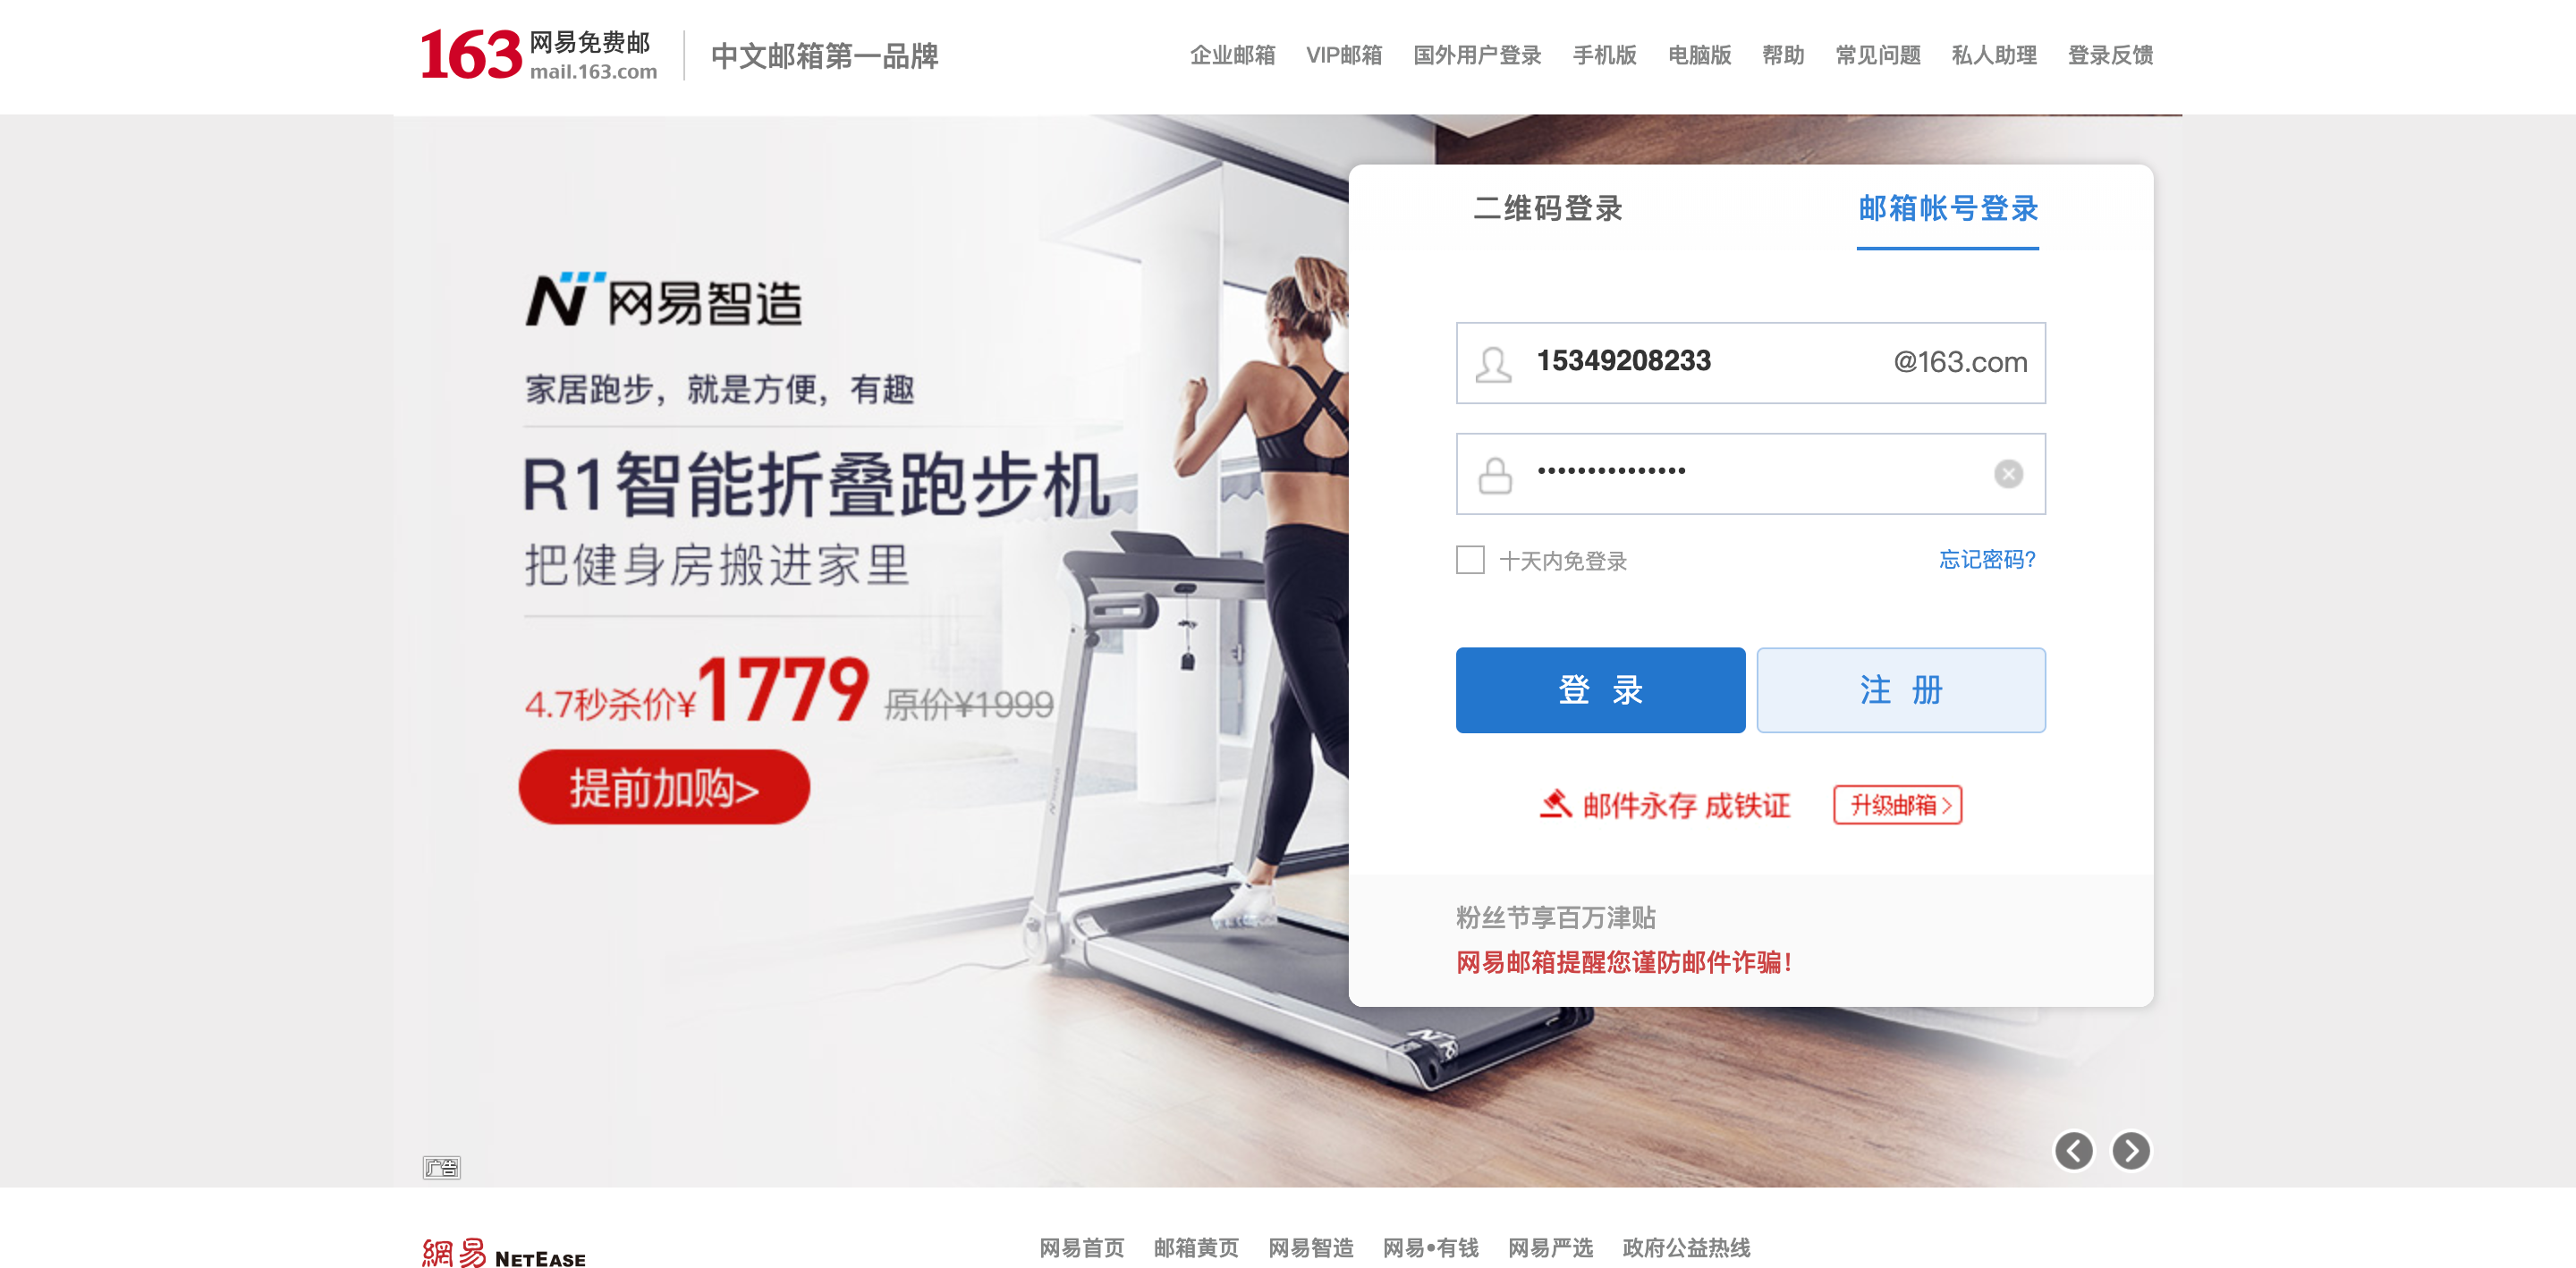 163 网易免费邮
mail.163.com
中文邮箱第一品牌
企业邮箱 VIP邮箱 国外用户登录 手机版 电脑版 帮助 常见问题 私人助理 登录反馈
网易智造
家居跑步，就是方便，有趣
R1智能折叠跑步机
把健身房搬进家里
4.7秒杀价¥1779 原价¥1999
提前加购>
二维码登录 邮箱帐号登录
15349208233 @163.com
•••••••••••••••
十天内免登录 忘记密码?
登 录 注 册
邮件永存 成铁证 升级邮箱>
粉丝节享百万津贴
网易邮箱提醒您谨防邮件诈骗！
广告
網易 NETEASE
网易首页 邮箱黄页 网易智造 网易•有钱 网易严选 政府公益热线